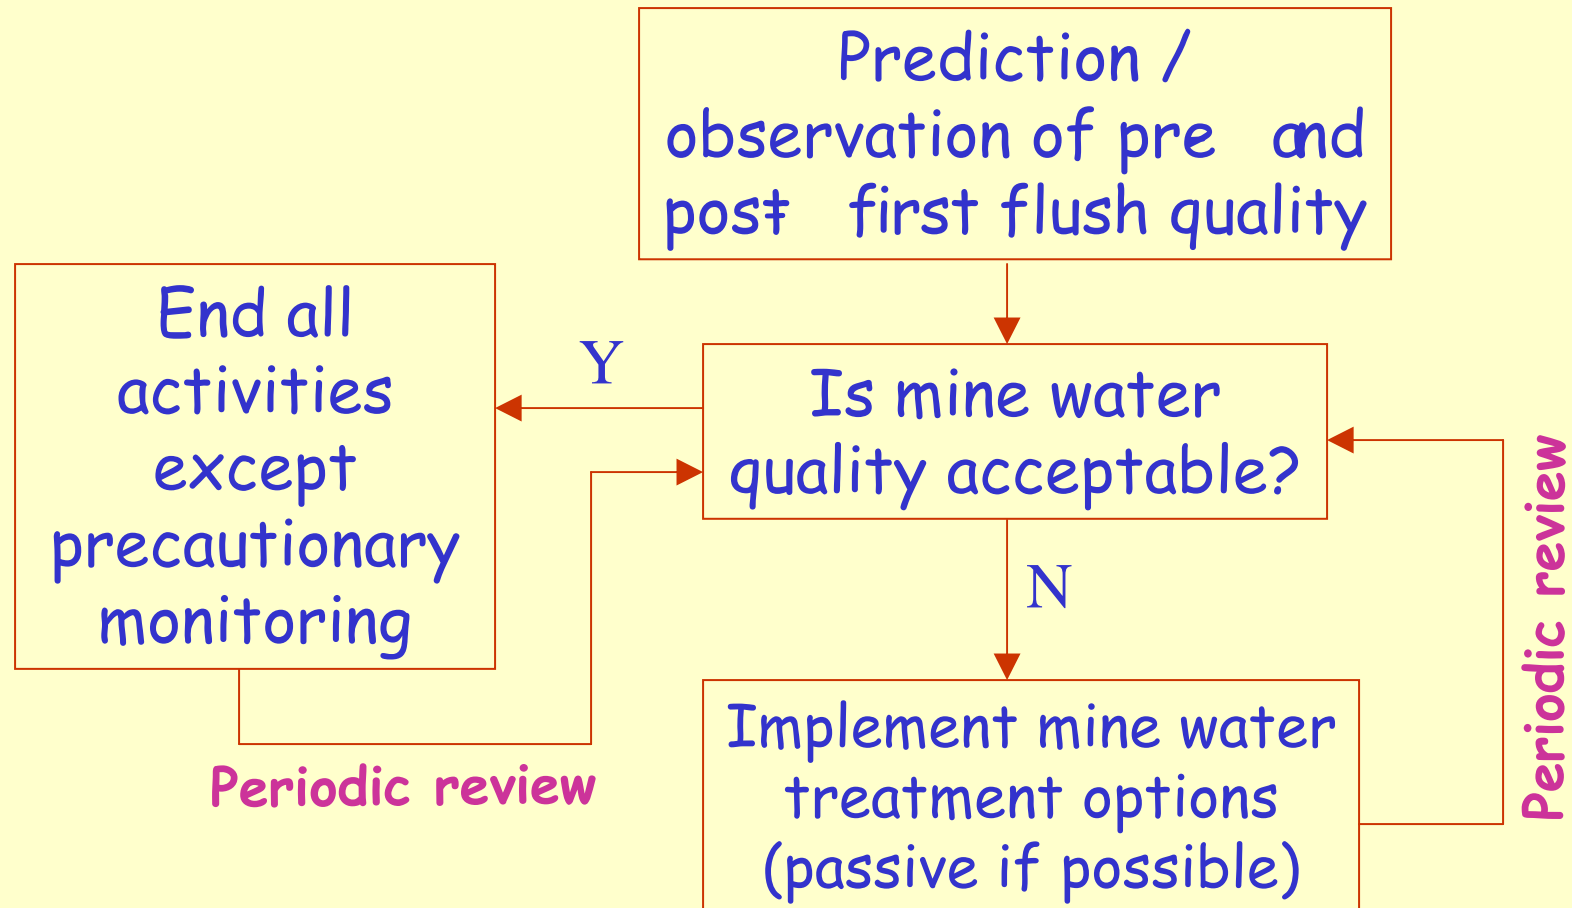 Prediction /
observation of pre and
post first flush quality
End all
activities
except
precautionary
monitoring
Y
Is mine water
quality acceptable?
N
Implement mine water
treatment options
(passive if possible)
Periodic review
Periodic review